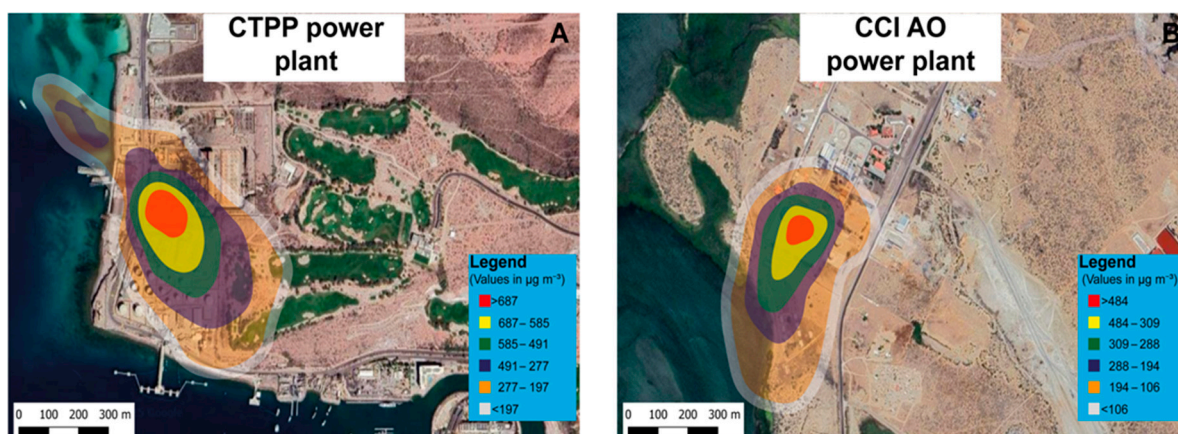 CTPP power
plant
A
Legend
(Values in µg m⁻³)
>687
687–585
585–491
491–277
277–197
<197
0 100 200 300 m
CCI AO
power plant
B
Legend
(Values in µg m⁻³)
>484
484–309
309–288
288–194
194–106
<106
0 100 200 300 m